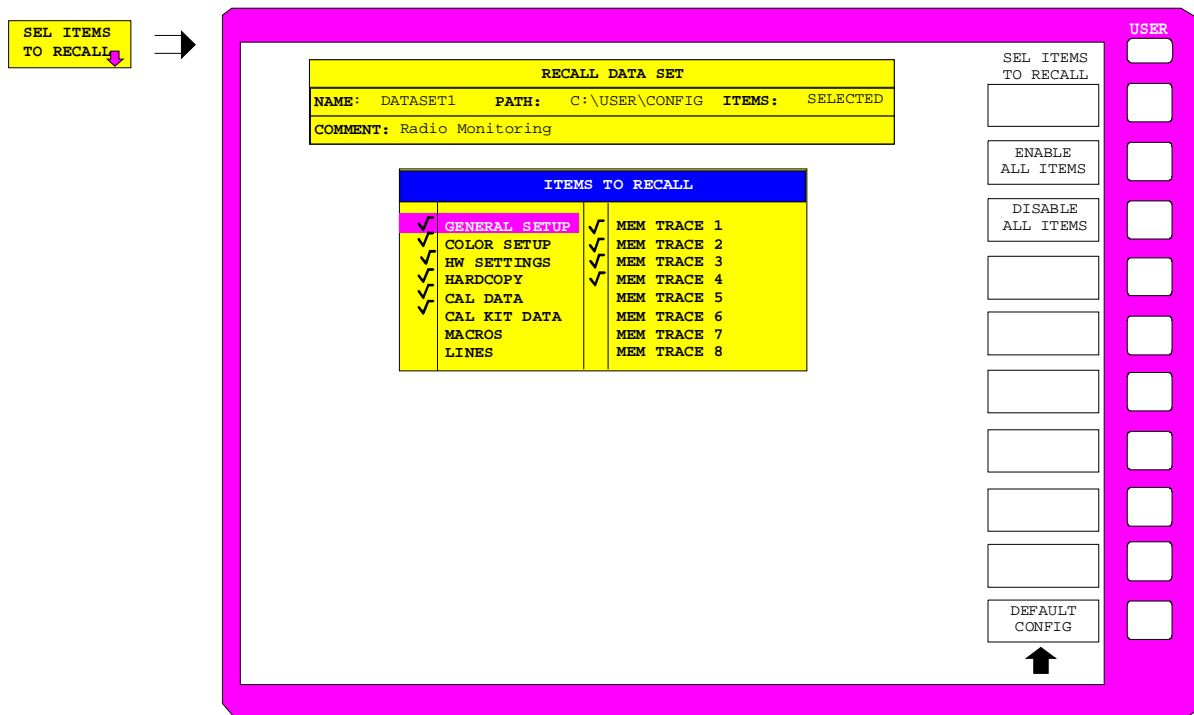 SEL ITEMS
TO RECALL
USER
SEL ITEMS
TO RECALL
RECALL DATA SET
NAME: DATASET1 PATH: C:\USER\CONFIG ITEMS: SELECTED
COMMENT: Radio Monitoring
ITEMS TO RECALL
√ GENERAL SETUP √ MEM TRACE 1
√ COLOR SETUP √ MEM TRACE 2
√ HW SETTINGS √ MEM TRACE 3
√ HARDCOPY √ MEM TRACE 4
√ CAL DATA MEM TRACE 5
√ CAL KIT DATA MEM TRACE 6
MACROS MEM TRACE 7
LINES MEM TRACE 8
ENABLE
ALL ITEMS
DISABLE
ALL ITEMS
DEFAULT
CONFIG